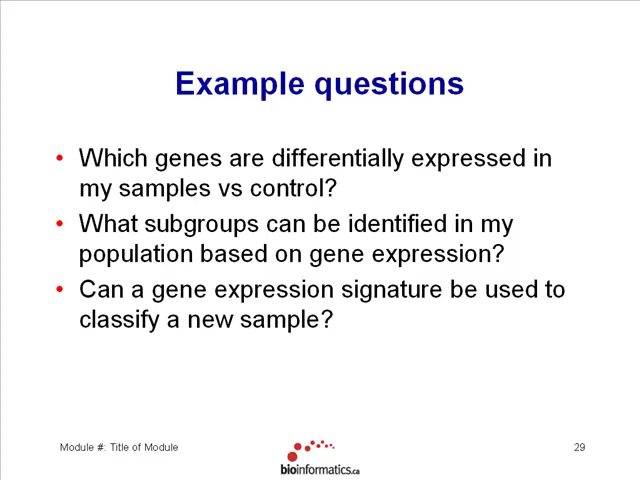 Example questions
• Which genes are differentially expressed in
my samples vs control?
• What subgroups can be identified in my
population based on gene expression?
• Can a gene expression signature be used to
classify a new sample?
Module #: Title of Module
bioinformatics.ca
29